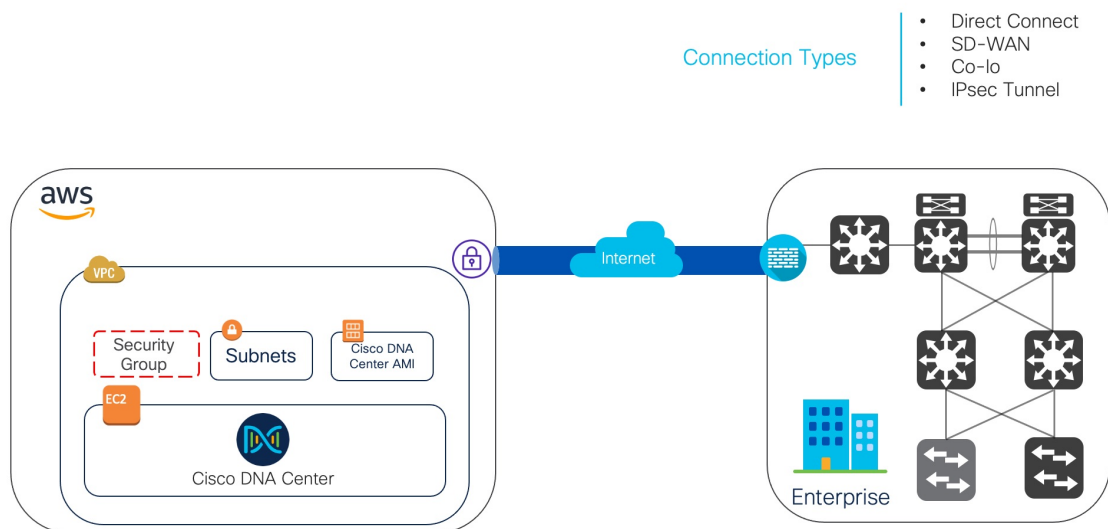 Connection Types
• Direct Connect
• SD-WAN
• Co-lo
• IPsec Tunnel
aws
VPC
Internet
Security
Group
Subnets
Cisco DNA
Center AMI
EC2
Cisco DNA Center
Enterprise